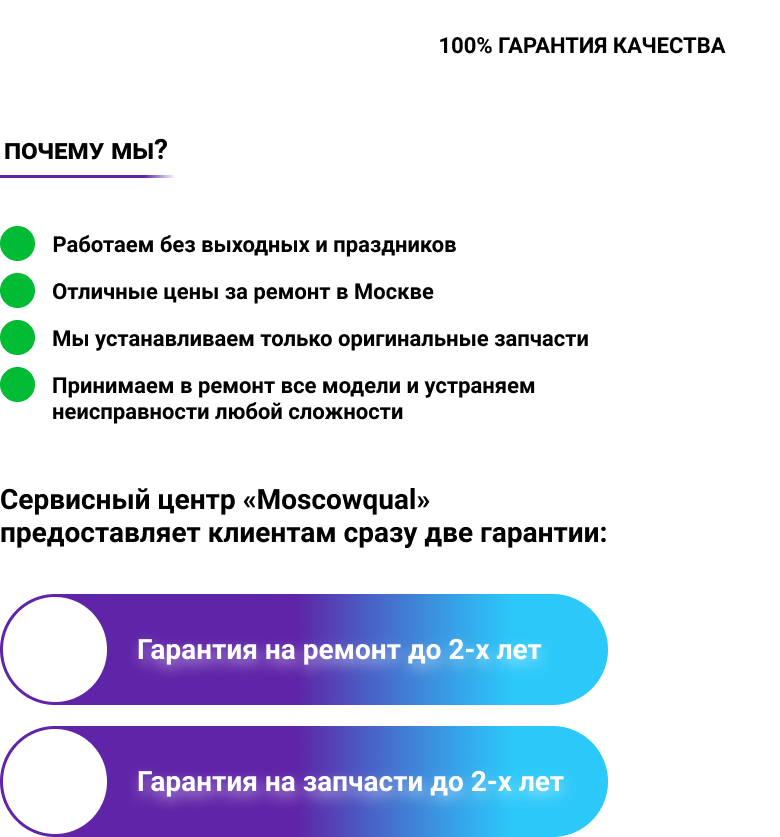 100% ГАРАНТИЯ КАЧЕСТВА
ПОЧЕМУ МЫ?
Работаем без выходных и праздников
Отличные цены за ремонт в Москве
Мы устанавливаем только оригинальные запчасти
Принимаем в ремонт все модели и устраняем
неисправности любой сложности
Сервисный центр «Moscowqual»
предоставляет клиентам сразу две гарантии:
Гарантия на ремонт до 2-х лет
Гарантия на запчасти до 2-х лет